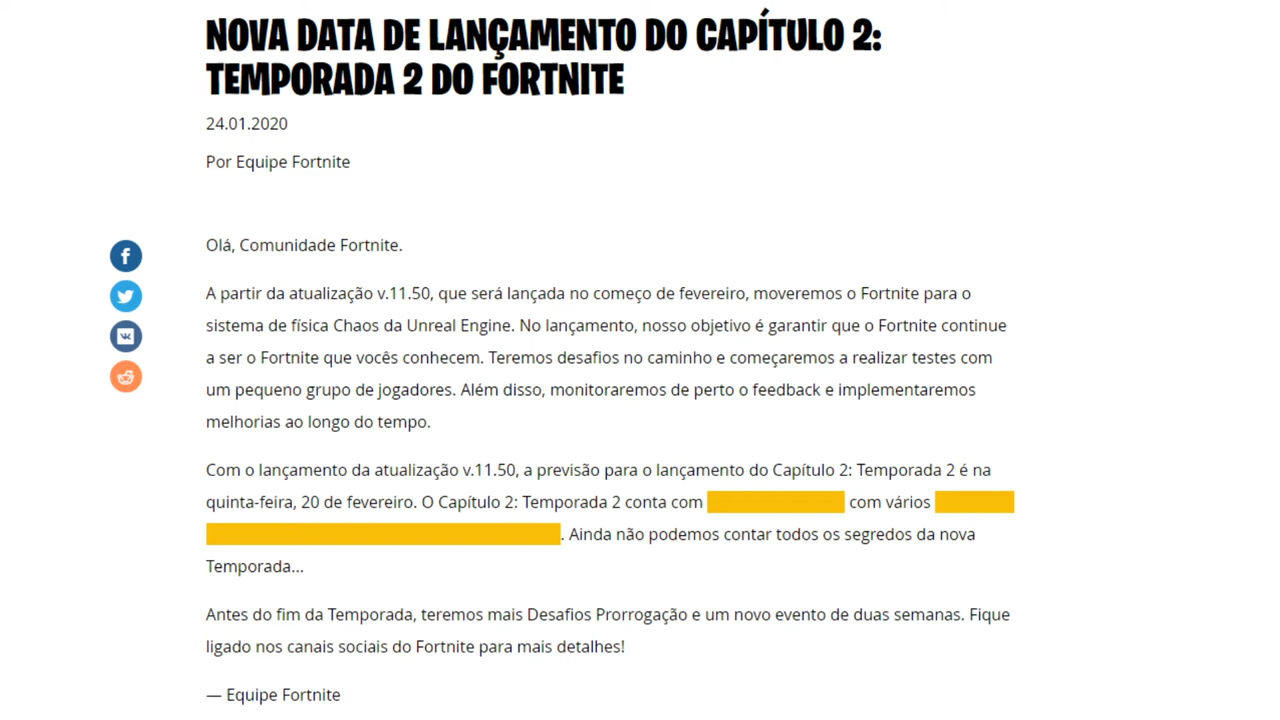 NOVA DATA DE LANÇAMENTO DO CAPÍTULO 2:
TEMPORADA 2 DO FORTNITE
24.01.2020
Por Equipe Fortnite
Olá, Comunidade Fortnite.
A partir da atualização v.11.50, que será lançada no começo de fevereiro, moveremos o Fortnite para o
sistema de física Chaos da Unreal Engine. No lançamento, nosso objetivo é garantir que o Fortnite continue
a ser o Fortnite que vocês conhecem. Teremos desafios no caminho e começaremos a realizar testes com
um pequeno grupo de jogadores. Além disso, monitoraremos de perto o feedback e implementaremos
melhorias ao longo do tempo.
Com o lançamento da atualização v.11.50, a previsão para o lançamento do Capítulo 2: Temporada 2 é na
quinta-feira, 20 de fevereiro. O Capítulo 2: Temporada 2 conta com com vários
. Ainda não podemos contar todos os segredos da nova
Temporada...
Antes do fim da Temporada, teremos mais Desafios Prorrogação e um novo evento de duas semanas. Fique
ligado nos canais sociais do Fortnite para mais detalhes!
— Equipe Fortnite